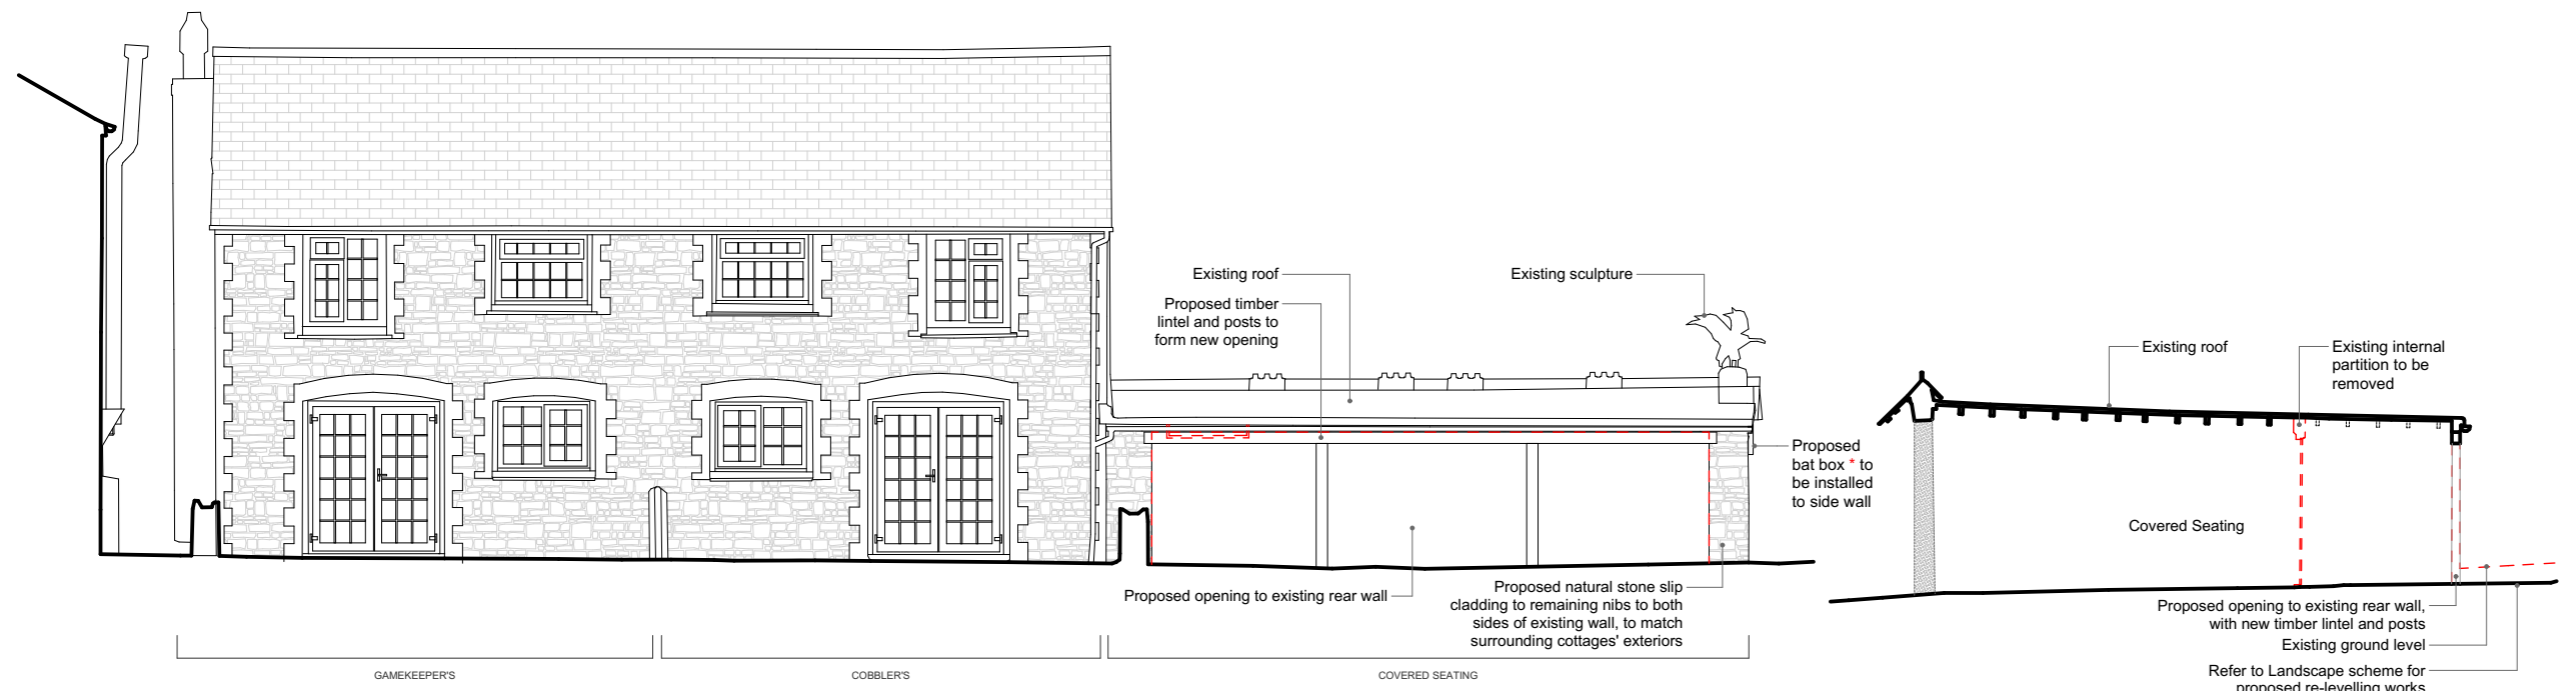 Existing roof
Existing sculpture
Proposed timber
lintel and posts to
form new opening
Proposed
bat box * to
be installed
to side wall
Proposed opening to existing rear wall
Proposed natural stone slip
cladding to remaining nibs to both
sides of existing wall, to match
surrounding cottages' exteriors
GAMEKEEPER'S
COBBLER'S
COVERED SEATING
Existing roof
Existing internal
partition to be
removed
Covered Seating
Proposed opening to existing rear wall,
with new timber lintel and posts
Existing ground level
Refer to Landscape scheme for
proposed re-levelling works